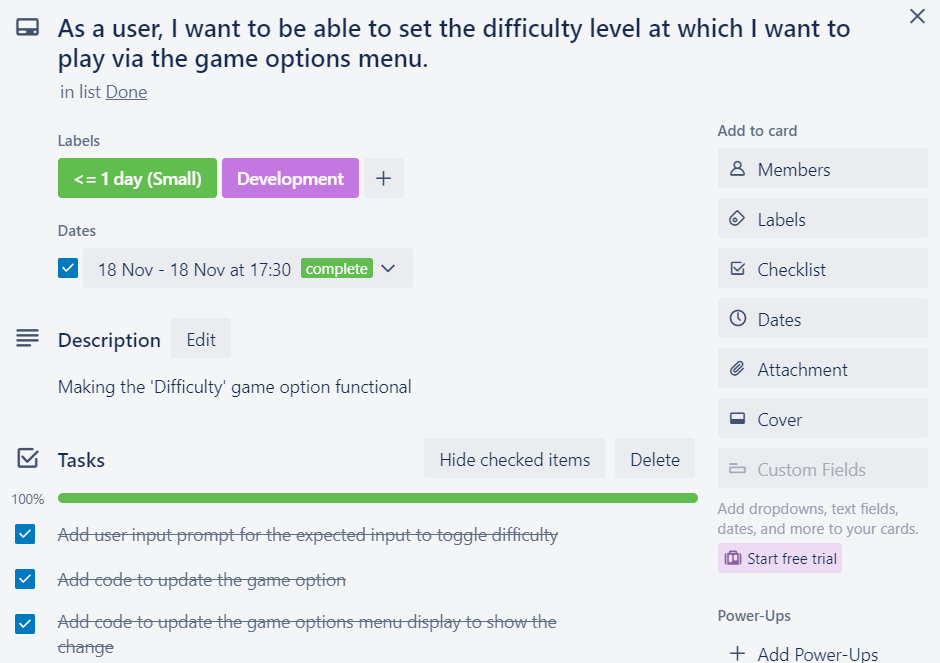 As a user, I want to be able to set the difficulty level at which I want to
play via the game options menu.
in list Done
Labels
<= 1 day (Small)
Development
Dates
18 Nov - 18 Nov at 17:30 complete
Description
Edit
Making the 'Difficulty' game option functional
Tasks
Hide checked items
Delete
100%
Add user input prompt for the expected input to toggle difficulty
Add code to update the game option
Add code to update the game options menu display to show the
change
Add to card
Members
Labels
Checklist
Dates
Attachment
Cover
Custom Fields
Add dropdowns, text fields,
dates, and more to your cards.
Start free trial
Power-Ups
+ Add Power-Ups